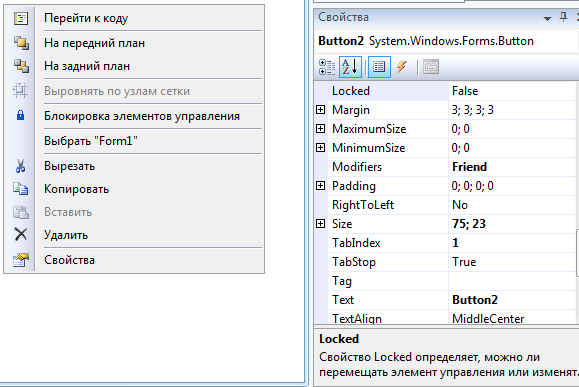 Перейти к коду
На передний план
На задний план
Выровнять по узлам сетки
Блокировка элементов управления
Выбрать "Form1"
Вырезать
Копировать
Вставить
Удалить
Свойства
Свойства
Button2 System.Windows.Forms.Button
Locked False
Margin 3; 3; 3; 3
MaximumSize 0; 0
MinimumSize 0; 0
Modifiers Friend
Padding 0; 0; 0; 0
RightToLeft No
Size 75; 23
TabIndex 1
TabStop True
Tag
Text Button2
TextAlign MiddleCenter
Locked
Свойство Locked определяет, можно ли
перемещать элемент управления или изменят...